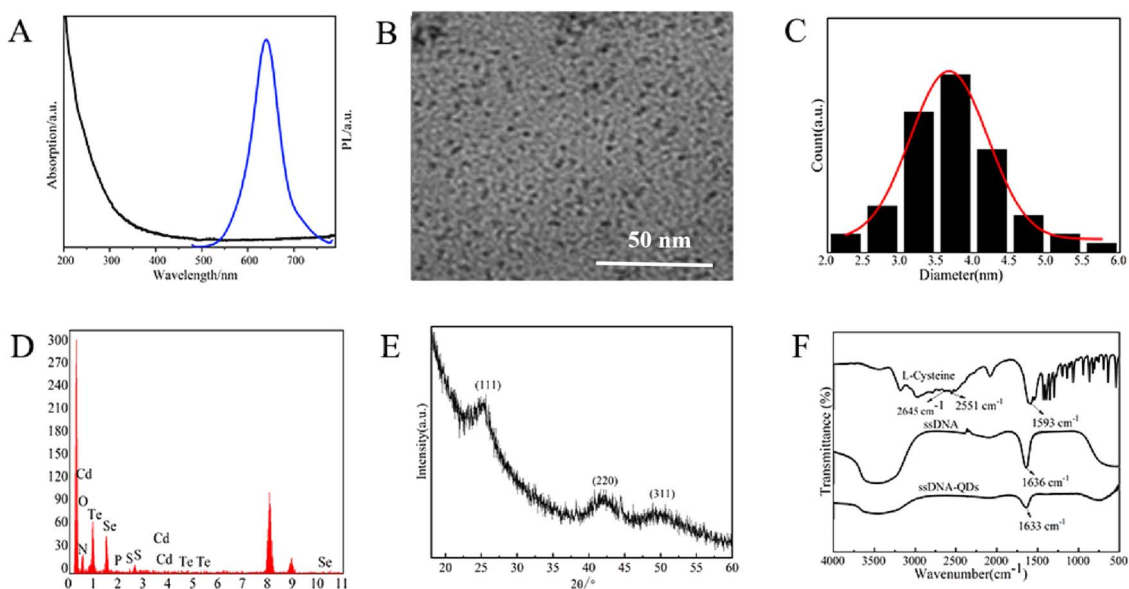 A
Absorption/a.u.
PL/a.u.
200 300 400 500 600 700
Wavelength/nm
B
50 nm
C
Count(a.u.)
2.0 2.5 3.0 3.5 4.0 4.5 5.0 5.5 6.0
Diameter(nm)
D
300
270
240
210
180
150
120
90
60
30
0
Cd
O
Te
N
Se
P
S
S
Cd
Cd
Te
Te
Se
0 1 2 3 4 5 6 7 8 9 10 11
E
Intensity(a.u.)
(111)
(220)
(311)
20 25 30 35 40 45 50 55 60
2θ/°
F
Transmittance (%)
L-Cysteine
2645 cm-1
2551 cm-1
1593 cm-1
ssDNA
1636 cm-1
ssDNA-QDs
1633 cm-1
4000 3500 3000 2500 2000 1500 1000 500
Wavenumber(cm-1)